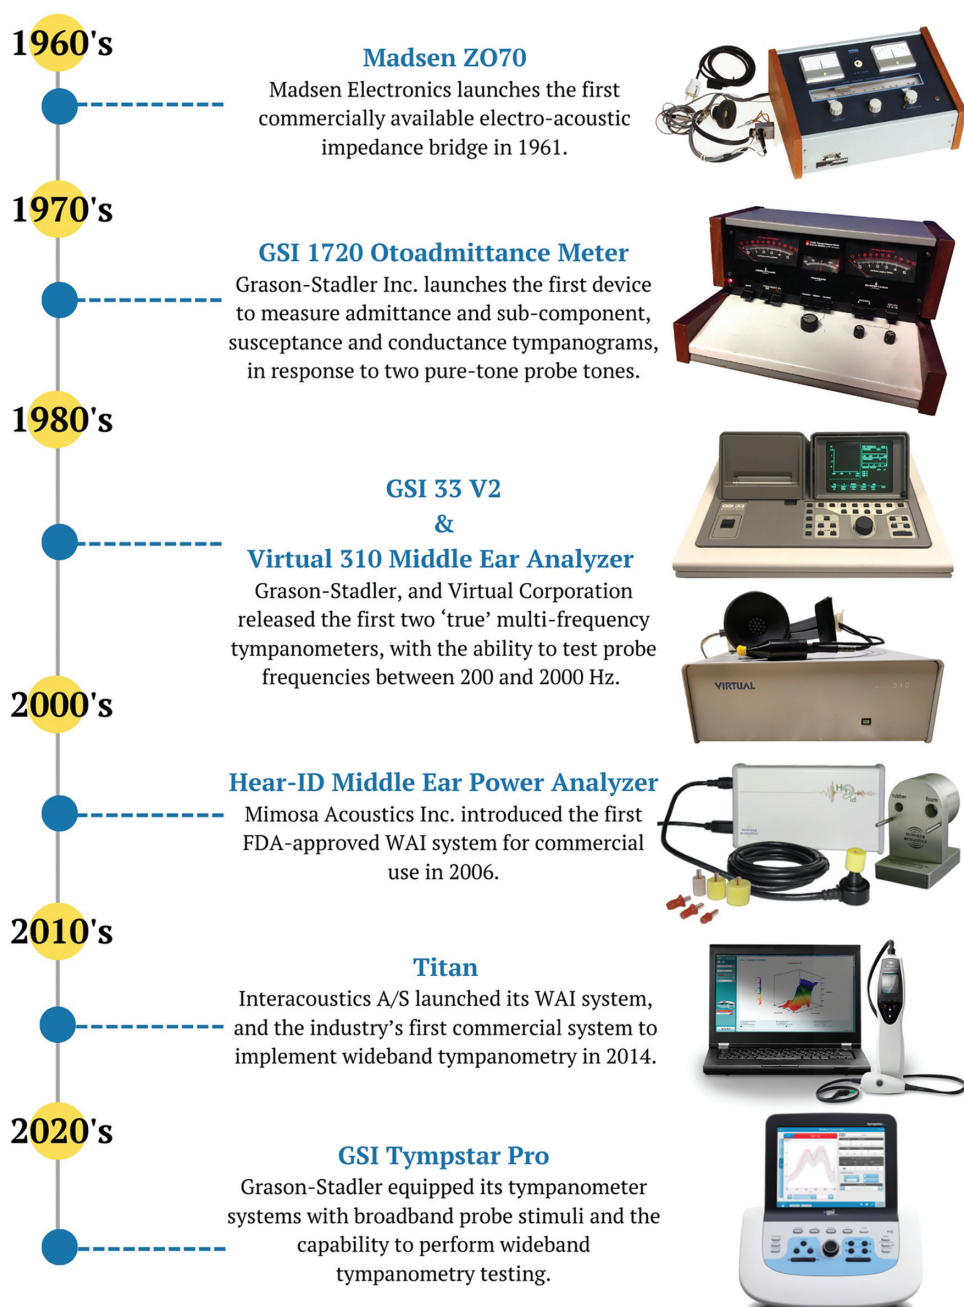 1960's
Madsen ZO70
Madsen Electronics launches the first
commercially available electro-acoustic
impedance bridge in 1961.
1970's
GSI 1720 Otoadmittance Meter
Grason-Stadler Inc. launches the first device
to measure admittance and sub-component,
susceptance and conductance tympanograms,
in response to two pure-tone probe tones.
1980's
GSI 33 V2
&
Virtual 310 Middle Ear Analyzer
Grason-Stadler, and Virtual Corporation
released the first two ‘true’ multi-frequency
tympanometers, with the ability to test probe
frequencies between 200 and 2000 Hz.
VIRTUAL
310
2000's
Hear-ID Middle Ear Power Analyzer
Mimosa Acoustics Inc. introduced the first
FDA-approved WAI system for commercial
use in 2006.
rubber
foam
2010's
Titan
Interacoustics A/S launched its WAI system,
and the industry’s first commercial system to
implement wideband tympanometry in 2014.
2020's
GSI Tympstar Pro
Grason-Stadler equipped its tympanometer
systems with broadband probe stimuli and the
capability to perform wideband
tympanometry testing.